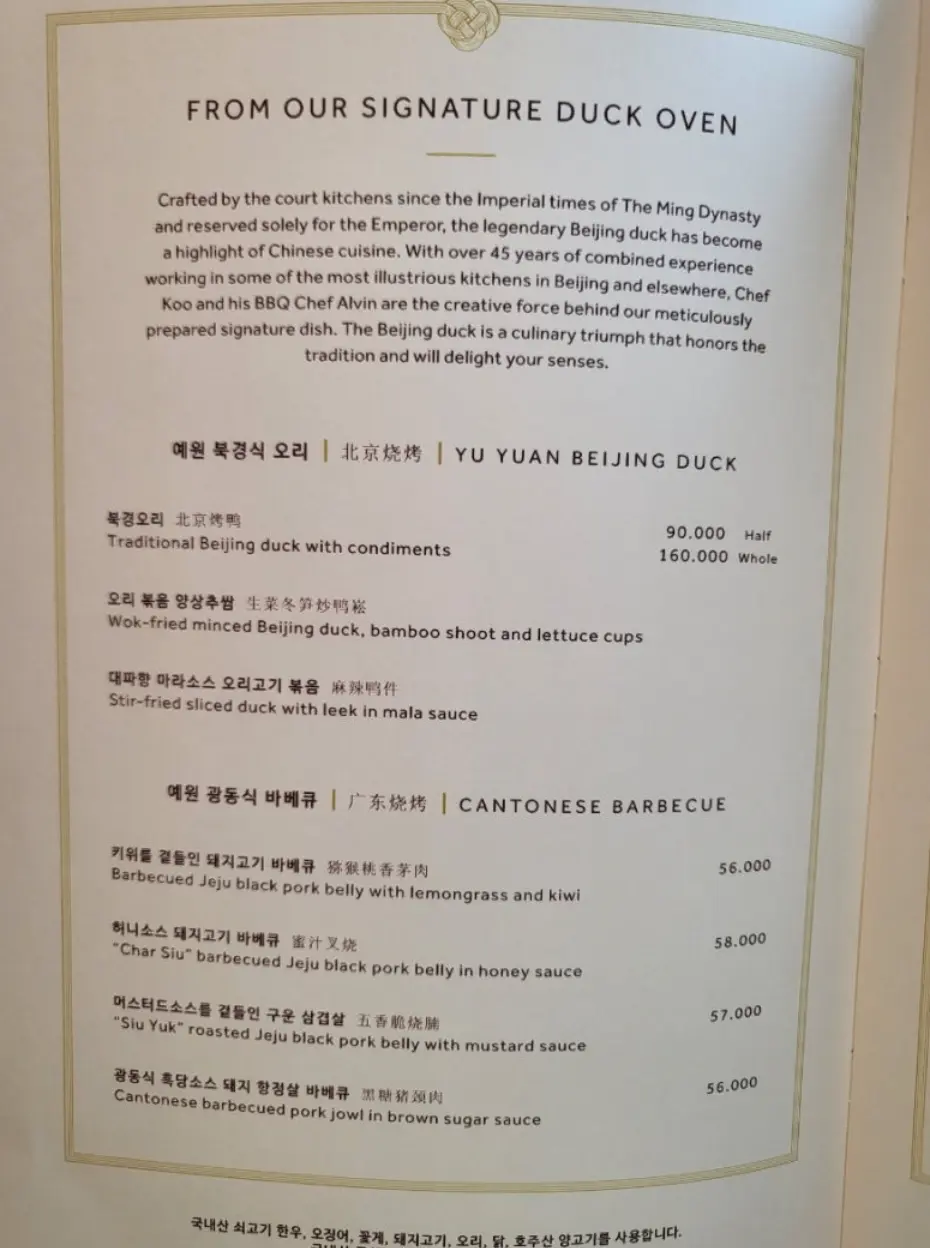 FROM OUR SIGNATURE DUCK OVEN
Crafted by the court kitchens since the Imperial times of The Ming Dynasty
and reserved solely for the Emperor, the legendary Beijing duck has become
a highlight of Chinese cuisine. With over 45 years of combined experience
working in some of the most illustrious kitchens in Beijing and elsewhere, Chef
Koo and his BBQ Chef Alvin are the creative force behind our meticulously
prepared signature dish. The Beijing duck is a culinary triumph that honors the
tradition and will delight your senses.
예원 북경식 오리 | 北京烧烤 | YU YUAN BEIJING DUCK
북경오리 北京烤鸭 90.000 Half
Traditional Beijing duck with condiments 160.000 Whole
오리 볶음 양상추쌈 生菜冬笋炒鸭崧
Wok-fried minced Beijing duck, bamboo shoot and lettuce cups
대파향 마라소스 오리고기 볶음 麻辣鸭件
Stir-fried sliced duck with leek in mala sauce
예원 광동식 바베큐 | 广东烧烤 | CANTONESE BARBECUE
키위를 곁들인 돼지고기 바베큐 猕猴桃香茅肉 56.000
Barbecued Jeju black pork belly with lemongrass and kiwi
허니소스 돼지고기 바베큐 蜜汁叉烧 58.000
"Char Siu" barbecued Jeju black pork belly in honey sauce
머스터드소스를 곁들인 구운 삼겹살 五香脆烧腩 57.000
"Siu Yuk" roasted Jeju black pork belly with mustard sauce
광동식 흑당소스 돼지 항정살 바베큐 黑糖猪颈肉 56.000
Cantonese barbecued pork jowl in brown sugar sauce
국내산 쇠고기 한우, 오징어, 꽃게, 돼지고기, 오리, 닭, 호주산 양고기를 사용합니다.